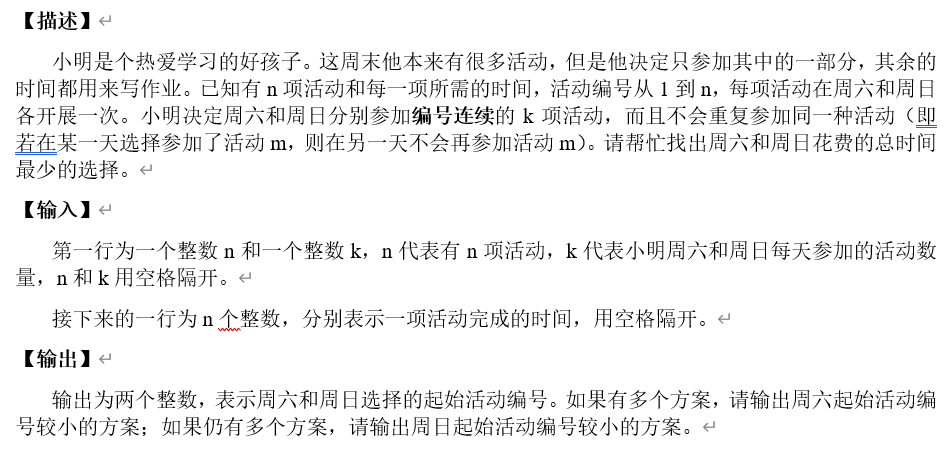 【描述】
小明是个热爱学习的好孩子。这周末他本来有很多活动，但是他决定只参加其中的一部分，其余的
时间都用来写作业。已知有 n 项活动和每一项所需的时间，活动编号从 1 到 n，每项活动在周六和周日
各开展一次。小明决定周六和周日分别参加编号连续的 k 项活动，而且不会重复参加同一种活动（即
若在某一天选择参加了活动 m，则在另一天不会再参加活动 m）。请帮忙找出周六和周日花费的总时间
最少的选择。
【输入】
第一行为一个整数 n 和一个整数 k，n 代表有 n 项活动，k 代表小明周六和周日每天参加的活动数
量，n 和 k 用空格隔开。
接下来的一行为 n 个整数，分别表示一项活动完成的时间，用空格隔开。
【输出】
输出为两个整数，表示周六和周日选择的起始活动编号。如果有多个方案，请输出周六起始活动编
号较小的方案；如果仍有多个方案，请输出周日起始活动编号较小的方案。